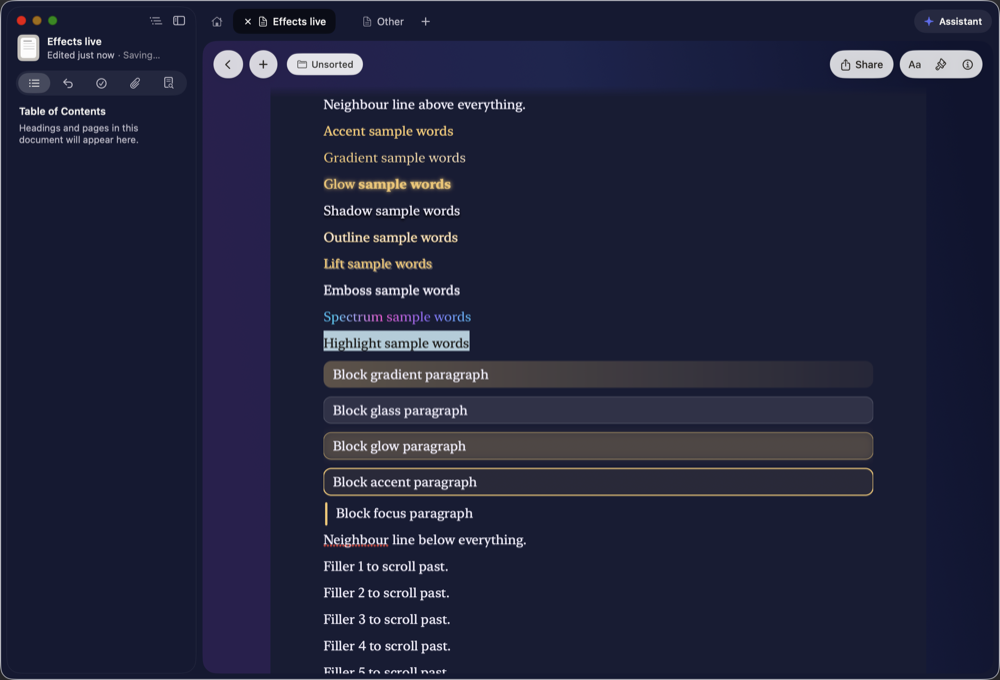 Effects live
Edited just now · Saving...
Table of Contents
Headings and pages in this
document will appear here.
Effects live
Other
Assistant
Unsorted
Share
Aa
Neighbour line above everything.
Accent sample words
Gradient sample words
Glow sample words
Shadow sample words
Outline sample words
Lift sample words
Emboss sample words
Spectrum sample words
Highlight sample words
Block gradient paragraph
Block glass paragraph
Block glow paragraph
Block accent paragraph
Block focus paragraph
Neighbour line below everything.
Filler 1 to scroll past.
Filler 2 to scroll past.
Filler 3 to scroll past.
Filler 4 to scroll past.
Filler 5 to scroll past